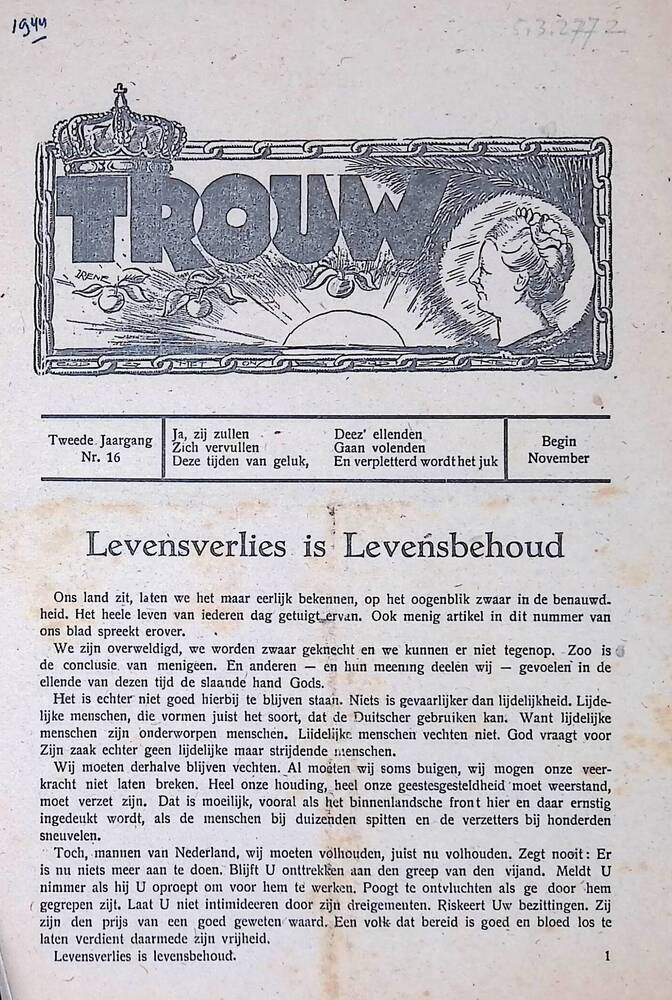 1944
5.3.277 2
TROUW
IRENE
Tweede Jaargang
Nr. 16
Ja, zij zullen
Zich vervullen
Deze tijden van geluk,
Deez' ellenden
Gaan volenden
En verpletterd wordt het juk
Begin
November
Levensverlies is Levensbehoud
Ons land zit, laten we het maar eerlijk bekennen, op het oogenblik zwaar in de benauwd-
heid. Het heele leven van iederen dag getuigt ervan. Ook menig artikel in dit nummer van
ons blad spreekt erover.
We zijn overweldigd, we worden zwaar geknecht en we kunnen er niet tegenop. Zoo is
de conclusie van menigeen. En anderen — en hun meening deelen wij — gevoelen in de
ellende van dezen tijd de slaande hand Gods.
Het is echter niet goed hierbij te blijven staan. Niets is gevaarlijker dan lijdelijkheid. Lijde-
lijke menschen, die vormen juist het soort, dat de Duitscher gebruiken kan. Want lijdelijke
menschen zijn onderworpen menschen. Liidelijke menschen vechten niet. God vraagt voor
Zijn zaak echter geen lijdelijke maar strijdende menschen.
Wij moeten derhalve blijven vechten. Al moeten wij soms buigen, wij mogen onze veer-
kracht niet laten breken. Heel onze houding, heel onze geestesgesteldheid moet weerstand,
moet verzet zijn. Dat is moeilijk, vooral als het binnenlandsche front hier en daar ernstig
ingedeukt wordt, als de menschen bij duizenden spitten en de verzetters bij honderden
sneuvelen.
Toch, mannen van Nederland, wij moeten volhouden, juist nu volhouden. Zegt nooit: Er
is nu niets meer aan te doen. Blijft U onttrekken aan den greep van den vijand. Meldt U
nimmer als hij U oproept om voor hem te werken. Poogt te ontvluchten als ge door hem
gegrepen zijt. Laat U niet intimideeren door zijn dreigementen. Riskeert Uw bezittingen. Zij
zijn den prijs van een goed geweten waard. Een volk dat bereid is goed en bloed los te
laten verdient daarmede zijn vrijheid.
Levensverlies is levensbehoud.
1